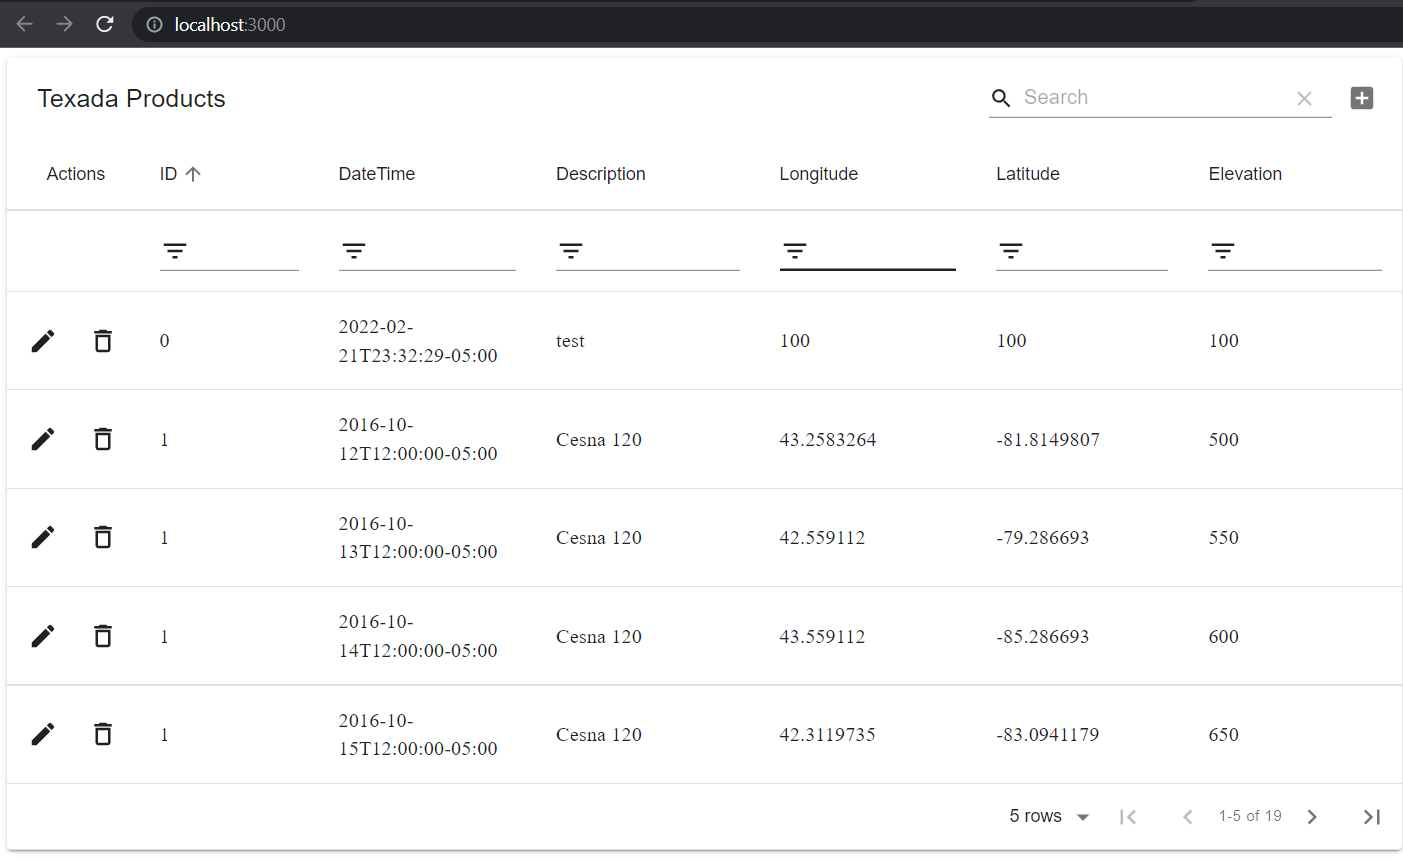 localhost:3000
Texada Products
Search
Actions ID DateTime Description Longitude Latitude Elevation
0 2022-02-21T23:32:29-05:00 test 100 100 100
1 2016-10-12T12:00:00-05:00 Cesna 120 43.2583264 -81.8149807 500
1 2016-10-13T12:00:00-05:00 Cesna 120 42.559112 -79.286693 550
1 2016-10-14T12:00:00-05:00 Cesna 120 43.559112 -85.286693 600
1 2016-10-15T12:00:00-05:00 Cesna 120 42.3119735 -83.0941179 650
5 rows 1-5 of 19